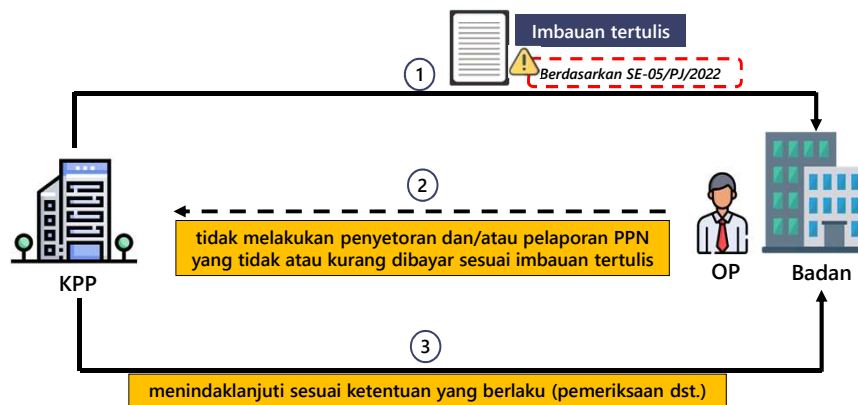 Imbauan tertulis
Berdasarkan SE-05/PJ/2022
1
2
tidak melakukan penyetoran dan/atau pelaporan PPN
yang tidak atau kurang dibayar sesuai imbauan tertulis
KPP
OP
Badan
3
menindaklanjuti sesuai ketentuan yang berlaku (pemeriksaan dst.)